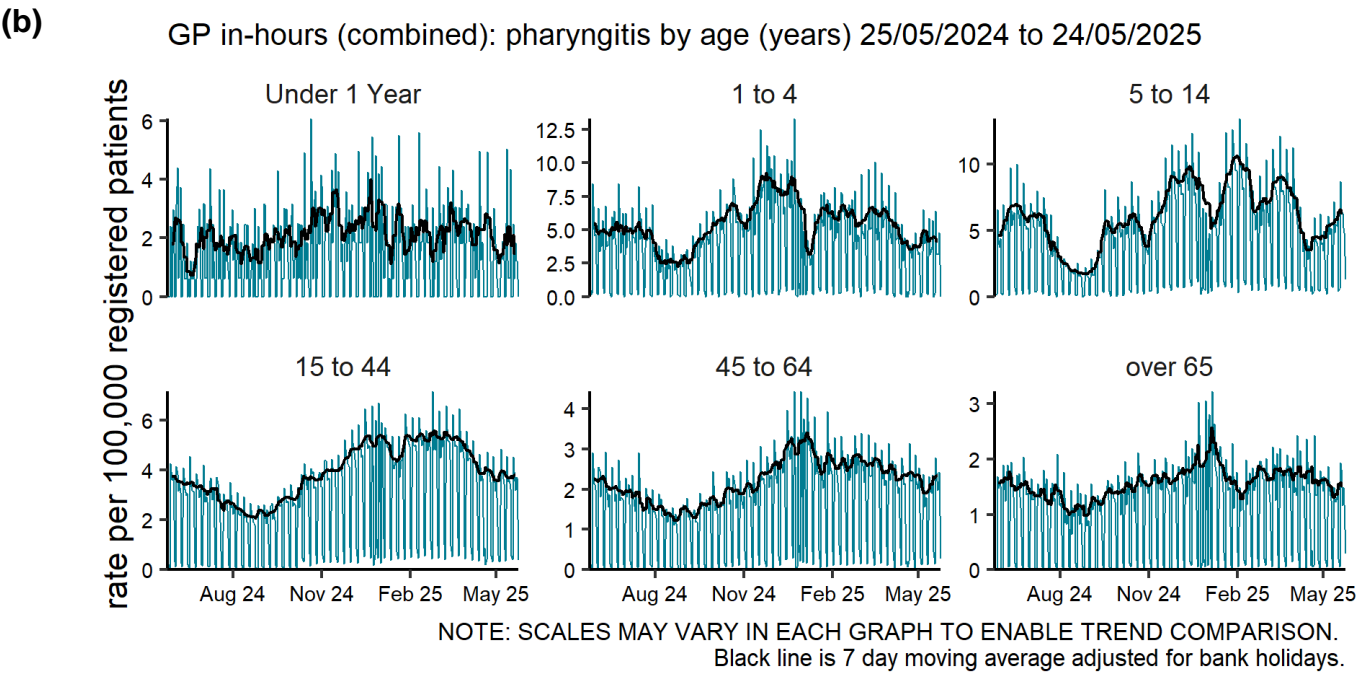 (b)
GP in-hours (combined): pharyngitis by age (years) 25/05/2024 to 24/05/2025
rate per 100,000 registered patients
Under 1 Year
6
4
2
0
1 to 4
12.5
10.0
7.5
5.0
2.5
0.0
5 to 14
10
5
0
15 to 44
6
4
2
0
Aug 24 Nov 24 Feb 25 May 25
45 to 64
4
3
2
1
0
Aug 24 Nov 24 Feb 25 May 25
over 65
3
2
1
0
Aug 24 Nov 24 Feb 25 May 25
NOTE: SCALES MAY VARY IN EACH GRAPH TO ENABLE TREND COMPARISON.
Black line is 7 day moving average adjusted for bank holidays.